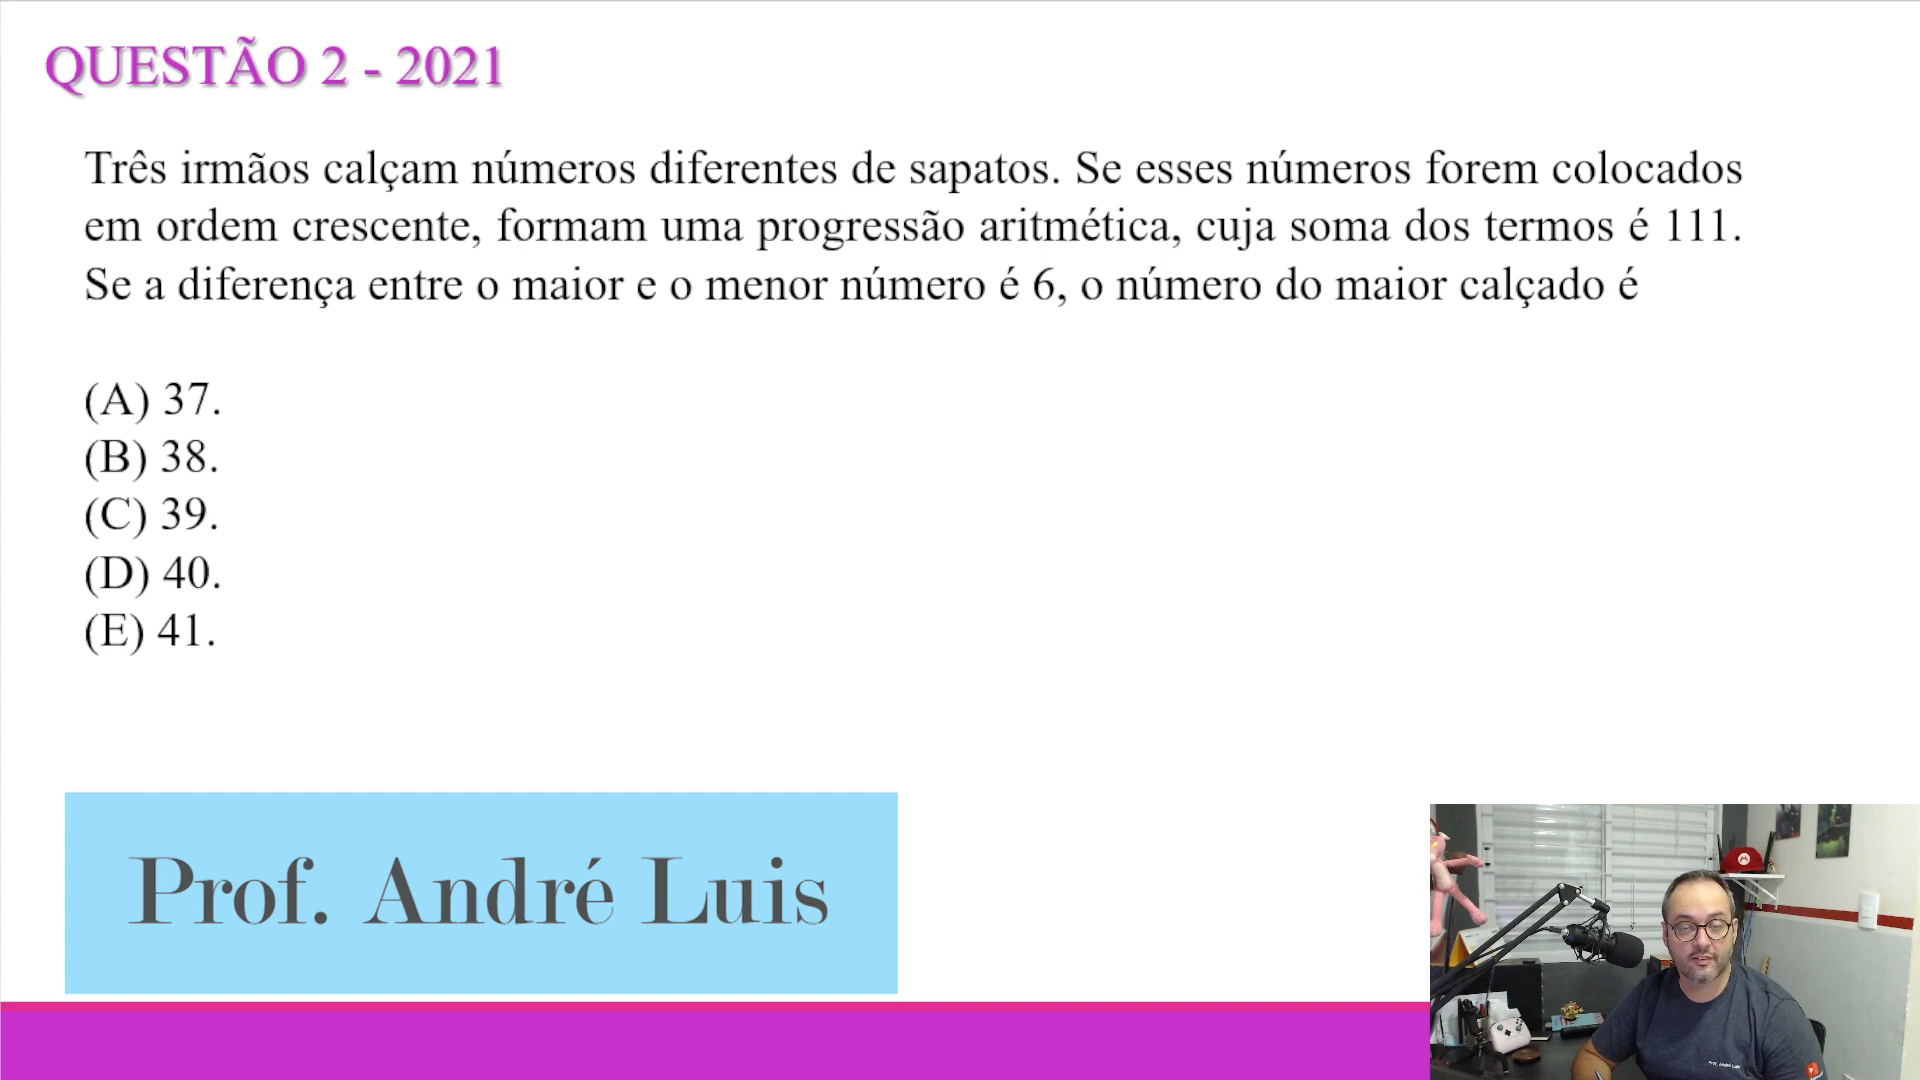 QUESTÃO 2 - 2021
Três irmãos calçam números diferentes de sapatos. Se esses números forem colocados
em ordem crescente, formam uma progressão aritmética, cuja soma dos termos é 111.
Se a diferença entre o maior e o menor número é 6, o número do maior calçado é
(A) 37.
(B) 38.
(C) 39.
(D) 40.
(E) 41.
Prof. André Luis